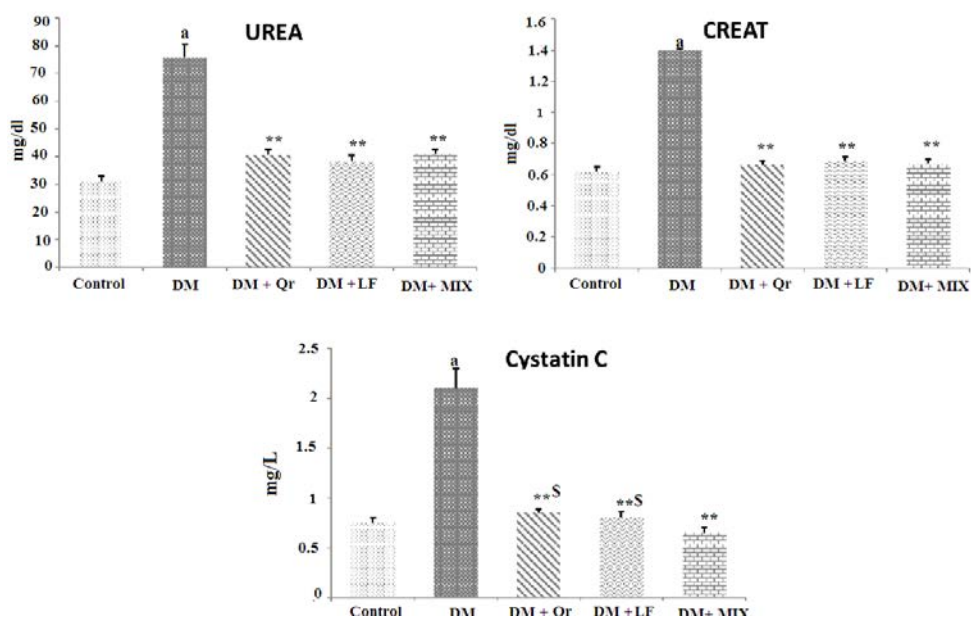 UREA
mg/dl
90
80
70
60
50
40
30
20
10
0
a
**
**
**
Control
DM
DM + Qr
DM +LF
DM+ MIX
CREAT
mg/dl
1.6
1.4
1.2
1
0.8
0.6
0.4
0.2
0
a
**
**
**
Control
DM
DM + Qr
DM +LF
DM+ MIX
Cystatin C
mg/L
2.5
2
1.5
1
0.5
0
a
**S
**S
**
Control
DM
DM + Qr
DM +LF
DM+ MIX